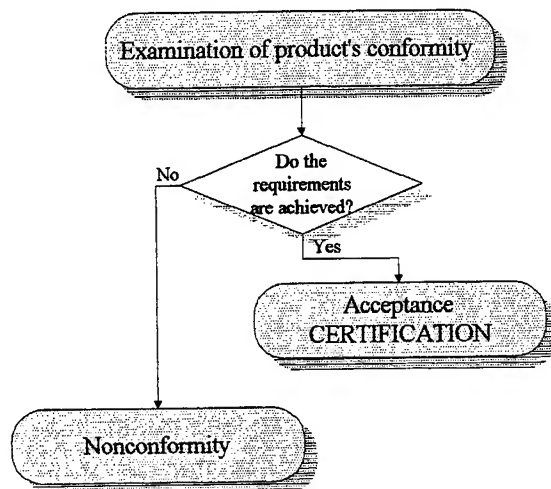 Examination of product's conformity
No
Do the
requirements
are achieved?
Yes
Acceptance
CERTIFICATION
Nonconformity